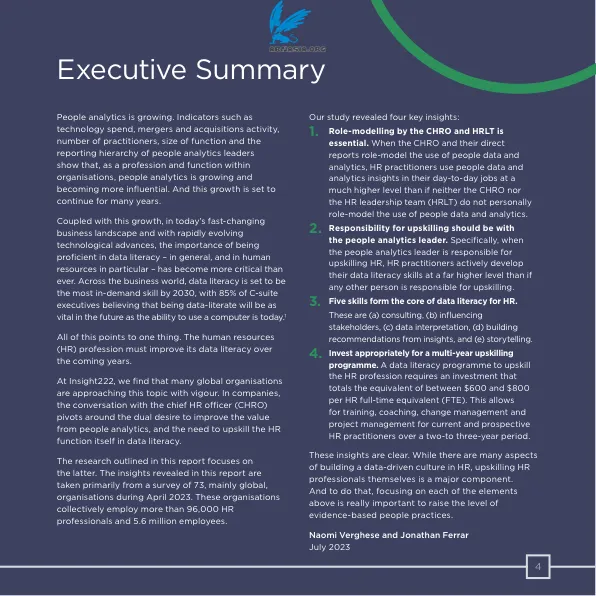 HRFORSIM.ORG
Executive Summary
People analytics is growing. Indicators such as
technology spend, mergers and acquisitions activity,
number of practitioners, size of function and the
reporting hierarchy of people analytics leaders
show that, as a profession and function within
organisations, people analytics is growing and
becoming more influential. And this growth is set to
continue for many years.
Coupled with this growth, in today's fast-changing
business landscape and with rapidly evolving
technological advances, the importance of being
proficient in data literacy – in general, and in human
resources in particular – has become more critical than
ever. Across the business world, data literacy is set to be
the most in-demand skill by 2030, with 85% of C-suite
executives believing that being data-literate will be as
vital in the future as the ability to use a computer is today.¹
All of this points to one thing. The human resources
(HR) profession must improve its data literacy over
the coming years.
At Insight222, we find that many global organisations
are approaching this topic with vigour. In companies,
the conversation with the chief HR officer (CHRO)
pivots around the dual desire to improve the value
from people analytics, and the need to upskill the HR
function itself in data literacy.
The research outlined in this report focuses on
the latter. The insights revealed in this report are
taken primarily from a survey of 73, mainly global,
organisations during April 2023. These organisations
collectively employ more than 96,000 HR
professionals and 5.6 million employees.
Our study revealed four key insights:
1. Role-modelling by the CHRO and HRLT is
essential. When the CHRO and their direct
reports role-model the use of people data and
analytics, HR practitioners use people data and
analytics insights in their day-to-day jobs at a
much higher level than if neither the CHRO nor
the HR leadership team (HRLT) do not personally
role-model the use of people data and analytics.
2. Responsibility for upskilling should be with
the people analytics leader. Specifically, when
the people analytics leader is responsible for
upskilling HR, HR practitioners actively develop
their data literacy skills at a far higher level than if
any other person is responsible for upskilling.
3. Five skills form the core of data literacy for HR.
These are (a) consulting, (b) influencing
stakeholders, (c) data interpretation, (d) building
recommendations from insights, and (e) storytelling.
4. Invest appropriately for a multi-year upskilling
programme. A data literacy programme to upskill
the HR profession requires an investment that
totals the equivalent of between $600 and $800
per HR full-time equivalent (FTE). This allows
for training, coaching, change management and
project management for current and prospective
HR practitioners over a two-to three-year period.
These insights are clear. While there are many aspects
of building a data-driven culture in HR, upskilling HR
professionals themselves is a major component.
And to do that, focusing on each of the elements
above is really important to raise the level of
evidence-based people practices.
Naomi Verghese and Jonathan Ferrar
July 2023
4